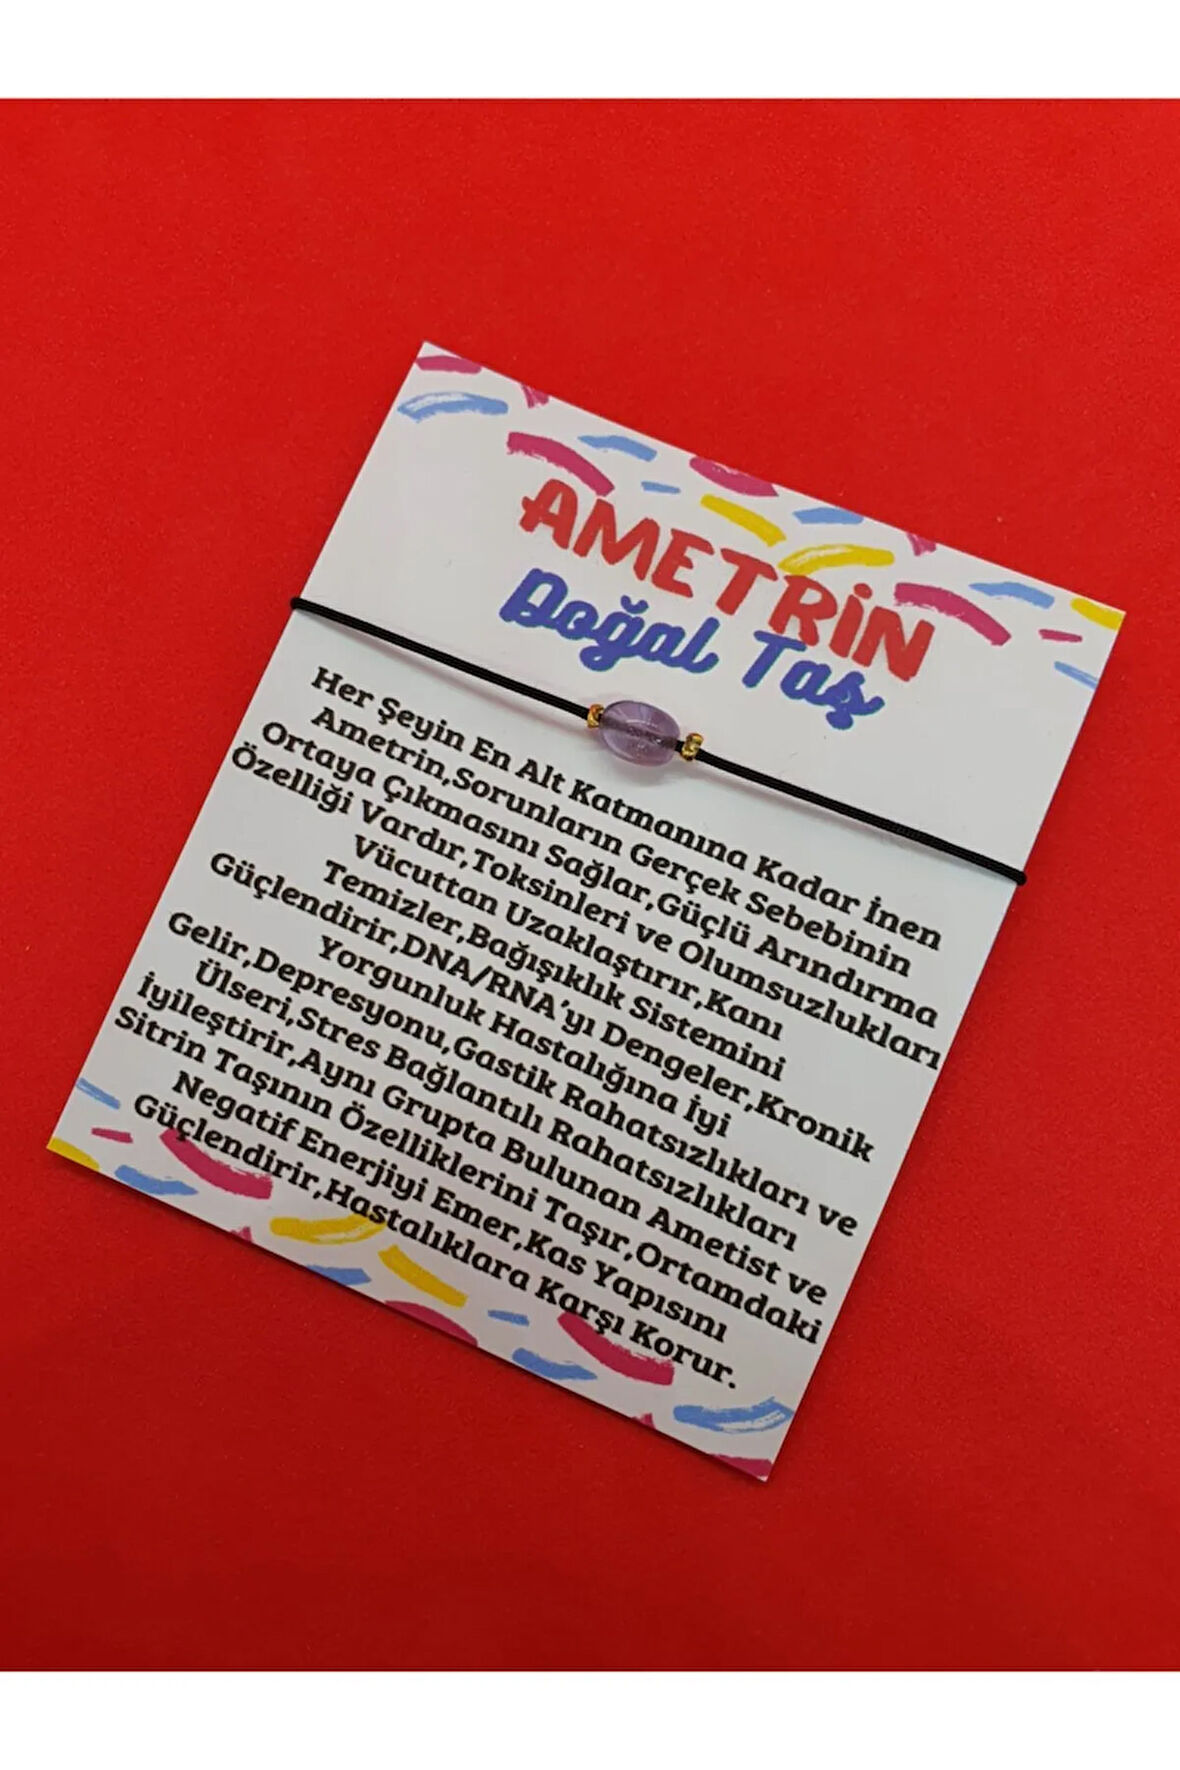 AMETRİN
Doğal Taş
Her Şeyin En Alt Katmanına Kadar İnen
Ametrin,Sorunların Gerçek Sebebinin
Ortaya Çıkmasını Sağlar,Güçlü Arındırma
Özelliği Vardır,Toksinleri ve Olumsuzlukları
Vücuttan Uzaklaştırır,Kanı
Temizler,Bağışıklık Sistemini
Güçlendirir,DNA/RNA'yı Dengeler,Kronik
Yorgunluk Hastalığına İyi
Gelir,Depresyonu,Gastik Rahatsızlıkları ve
Ülseri,Stres Bağlantılı Rahatsızlıkları
İyileştirir,Aynı Grupta Bulunan Ametist ve
Sitrin Taşının Özelliklerini Taşır,Ortamdaki
Negatif Enerjiyi Emer,Kas Yapısını
Güçlendirir,Hastalıklara Karşı Korur.